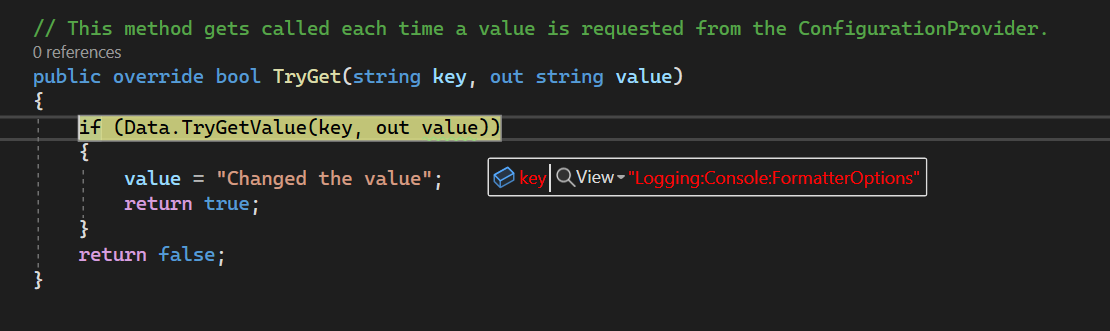 // This method gets called each time a value is requested from the ConfigurationProvider.
0 references
public override bool TryGet(string key, out string value)
{
if (Data.TryGetValue(key, out value))
{
value = "Changed the value";
key View "Logging:Console:FormatterOptions"
return true;
}
return false;
}